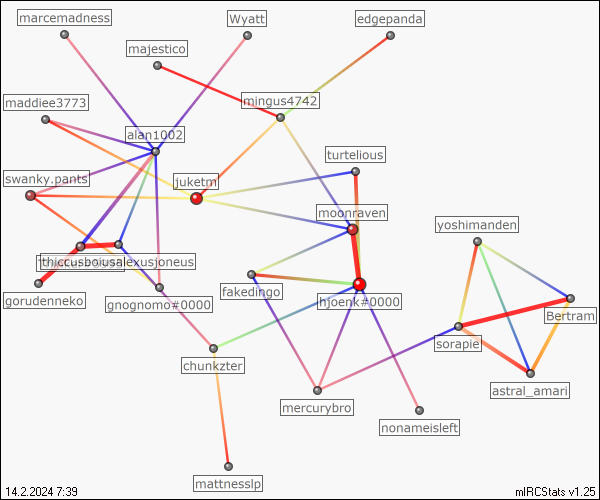 marcemadness
Wyatt
edgepanda
majestico
maddiee3773
mingus4742
alan1002
turtelious
swanky.pants
juketm
moonraven
yoshimanden
thiccusboiusalexusjoneus
gorudenneko
gnognomo#0000
fakedingo
hjoenk#0000
Bertram
sorapie
chunkzter
astral_amari
mercurybro
nonameisleft
mattnesslp
14.2.2024 7:39
mIRCStats v1.25